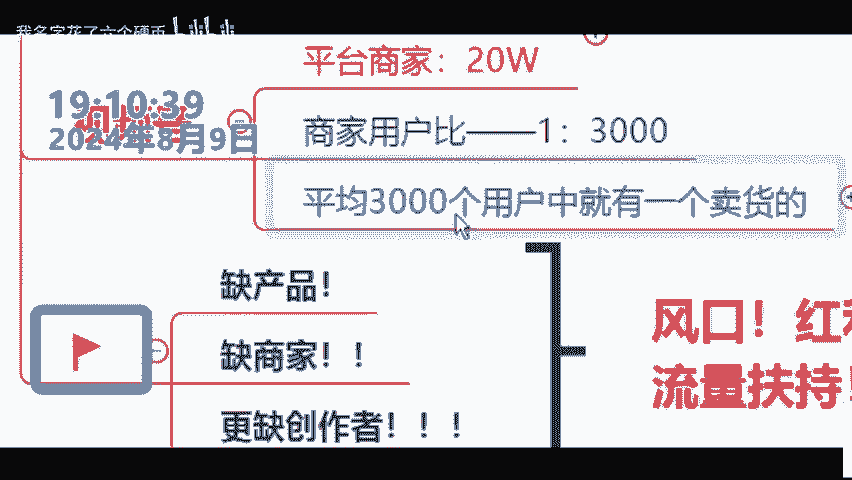 我名字花了六个硬币
平台商家：20W
19:10:39
2024年8月9日
商家用户比——1：3000
平均3000个用户中就有一个卖货的
缺产品！
缺商家！！
更缺创作者！！！
风口！红
流量扶持！